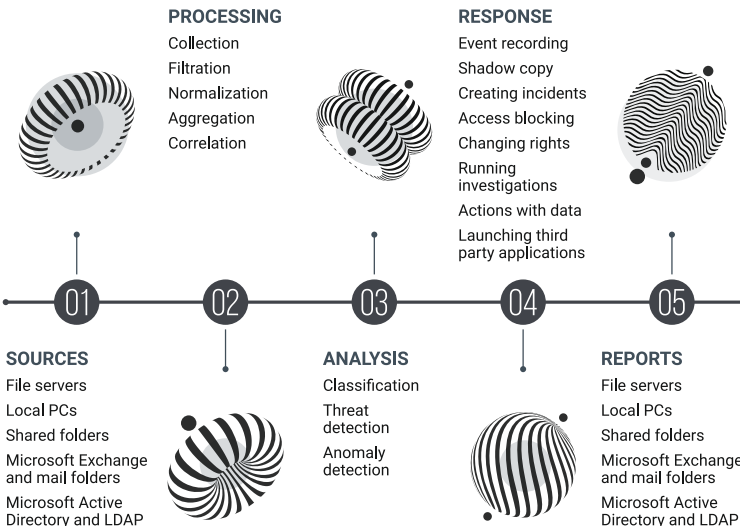 PROCESSING
Collection
Filtration
Normalization
Aggregation
Correlation
RESPONSE
Event recording
Shadow copy
Creating incidents
Access blocking
Changing rights
Running
investigations
Actions with data
Launching third
party applications
01
02
03
04
05
SOURCES
File servers
Local PCs
Shared folders
Microsoft Exchange
and mail folders
Microsoft Active
Directory and LDAP
ANALYSIS
Classification
Threat
detection
Anomaly
detection
REPORTS
File servers
Local PCs
Shared folders
Microsoft Exchange
and mail folders
Microsoft Active
Directory and LDAP